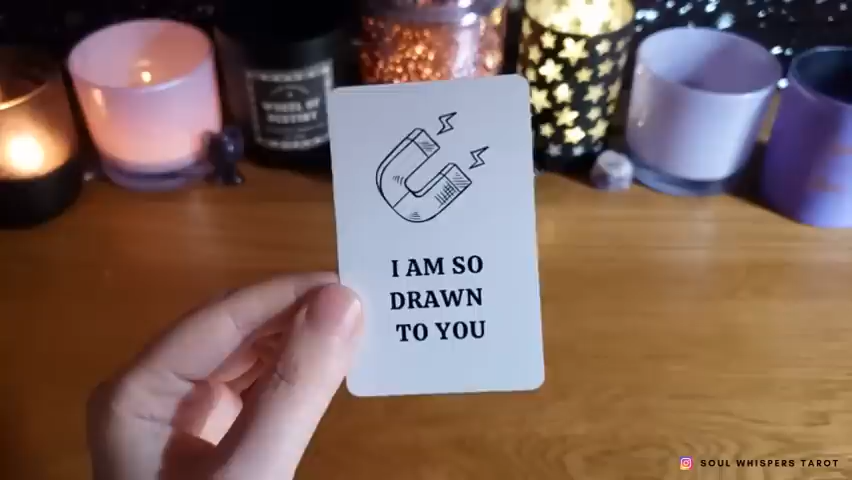 WHEEL OF
DESTINY
I AM SO
DRAWN
TO YOU
SOUL WHISPERS TAROT